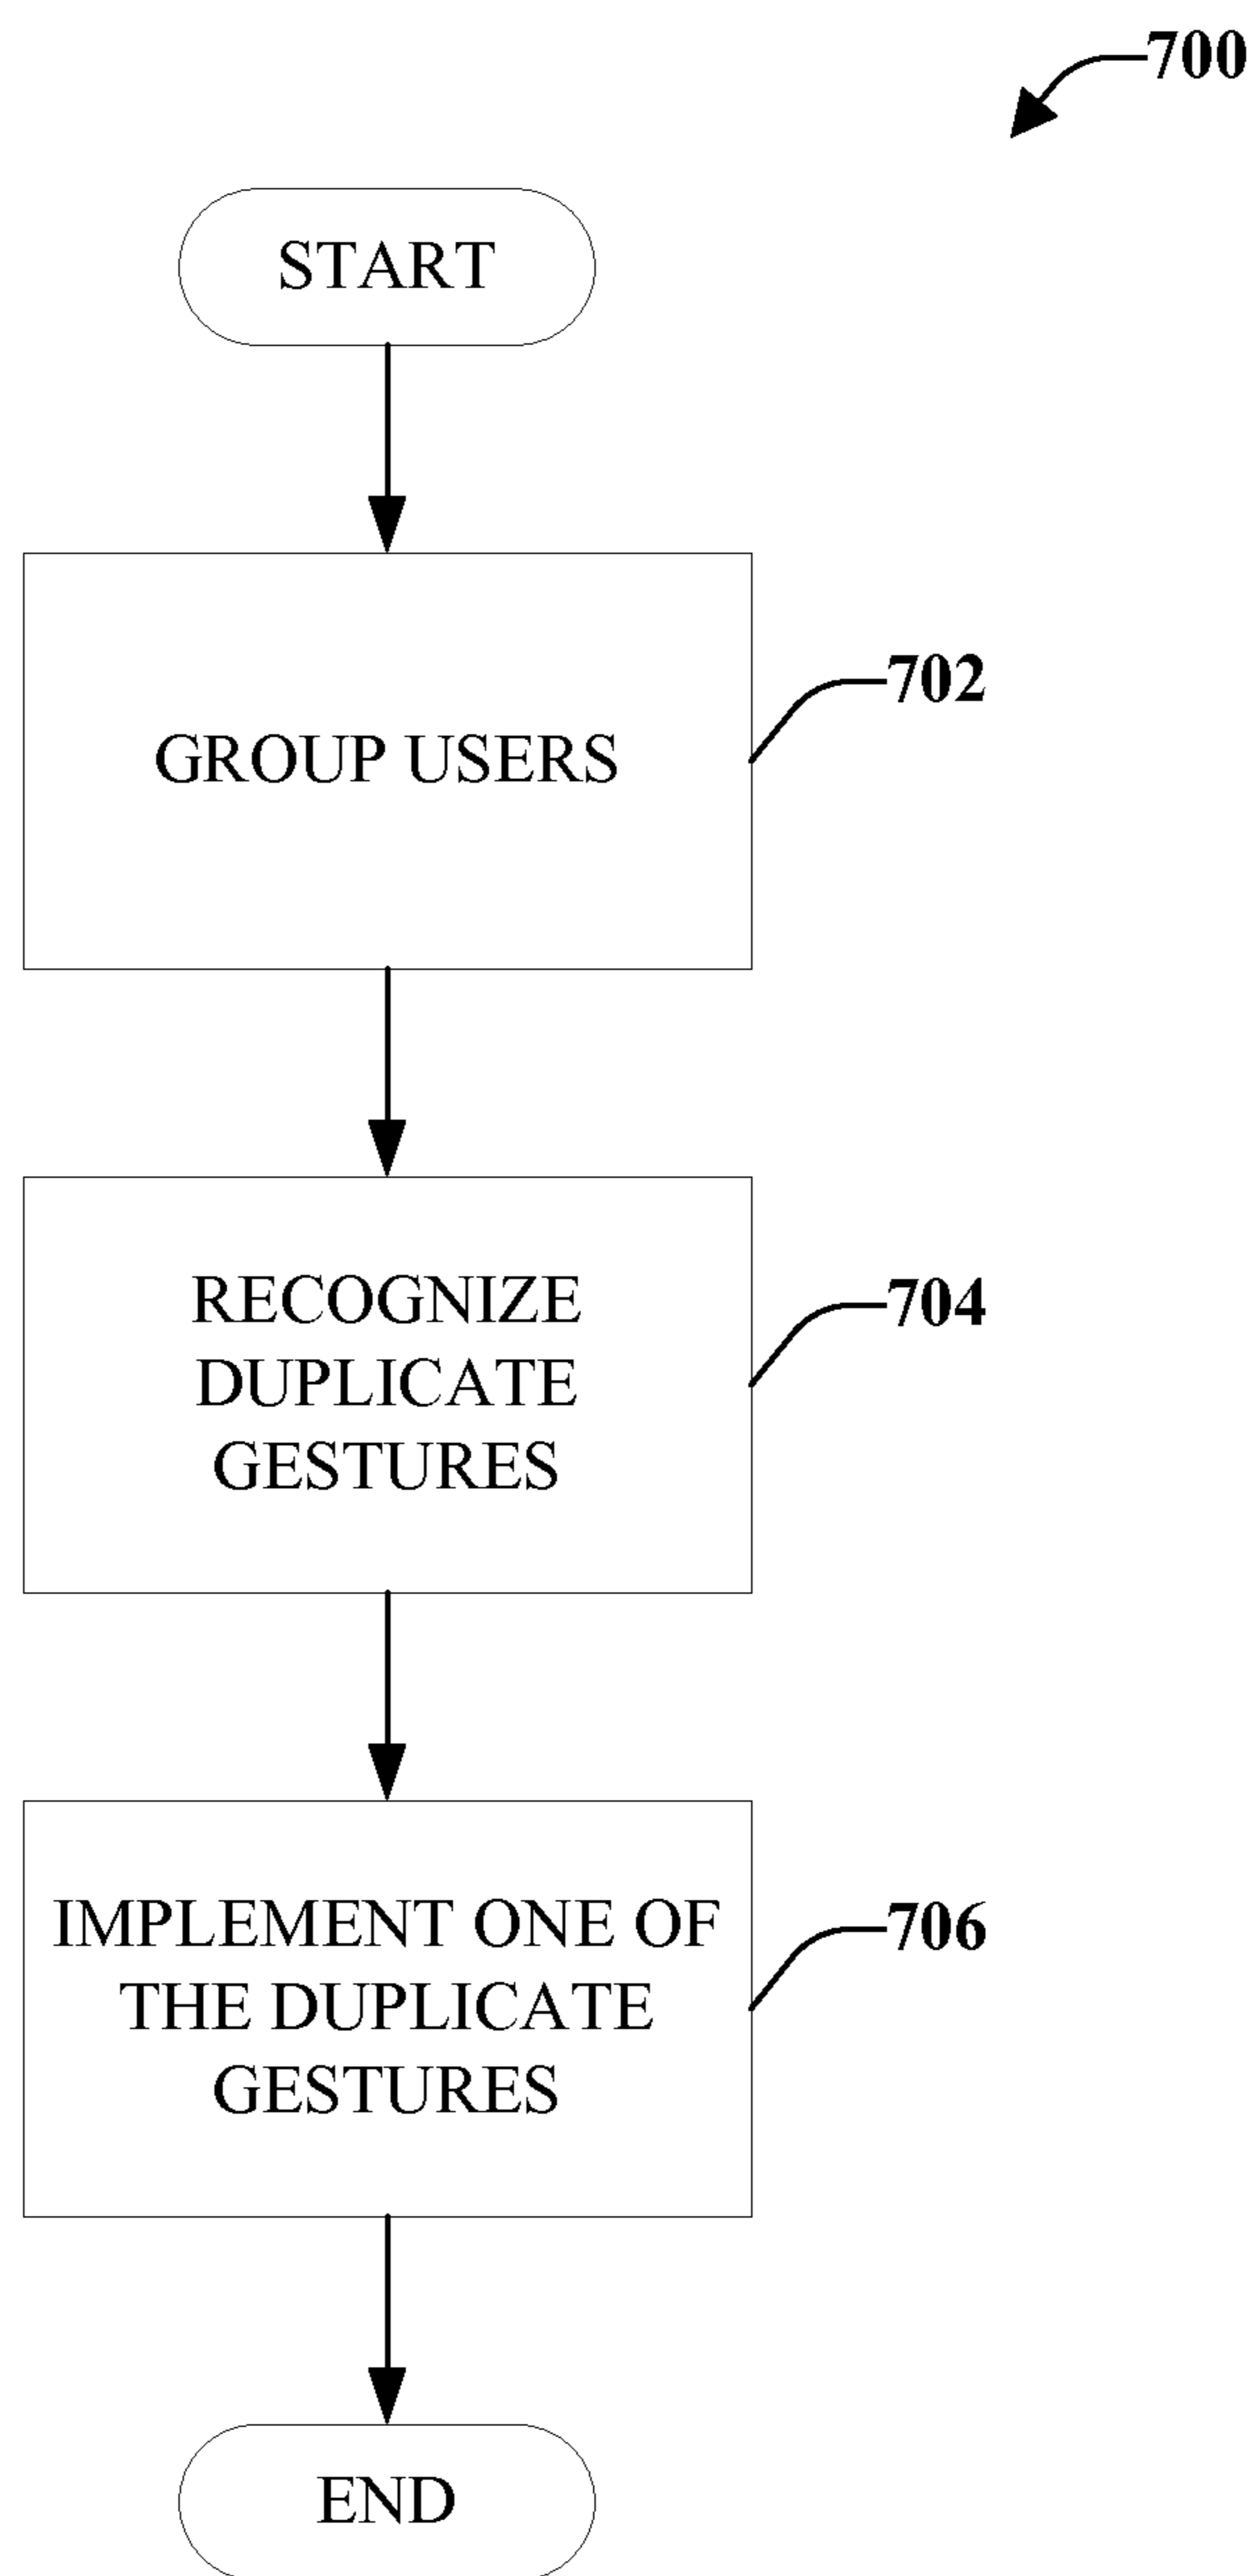 700
START
GROUP USERS
702
RECOGNIZE
DUPLICATE
GESTURES
704
IMPLEMENT ONE OF
THE DUPLICATE
GESTURES
706
END